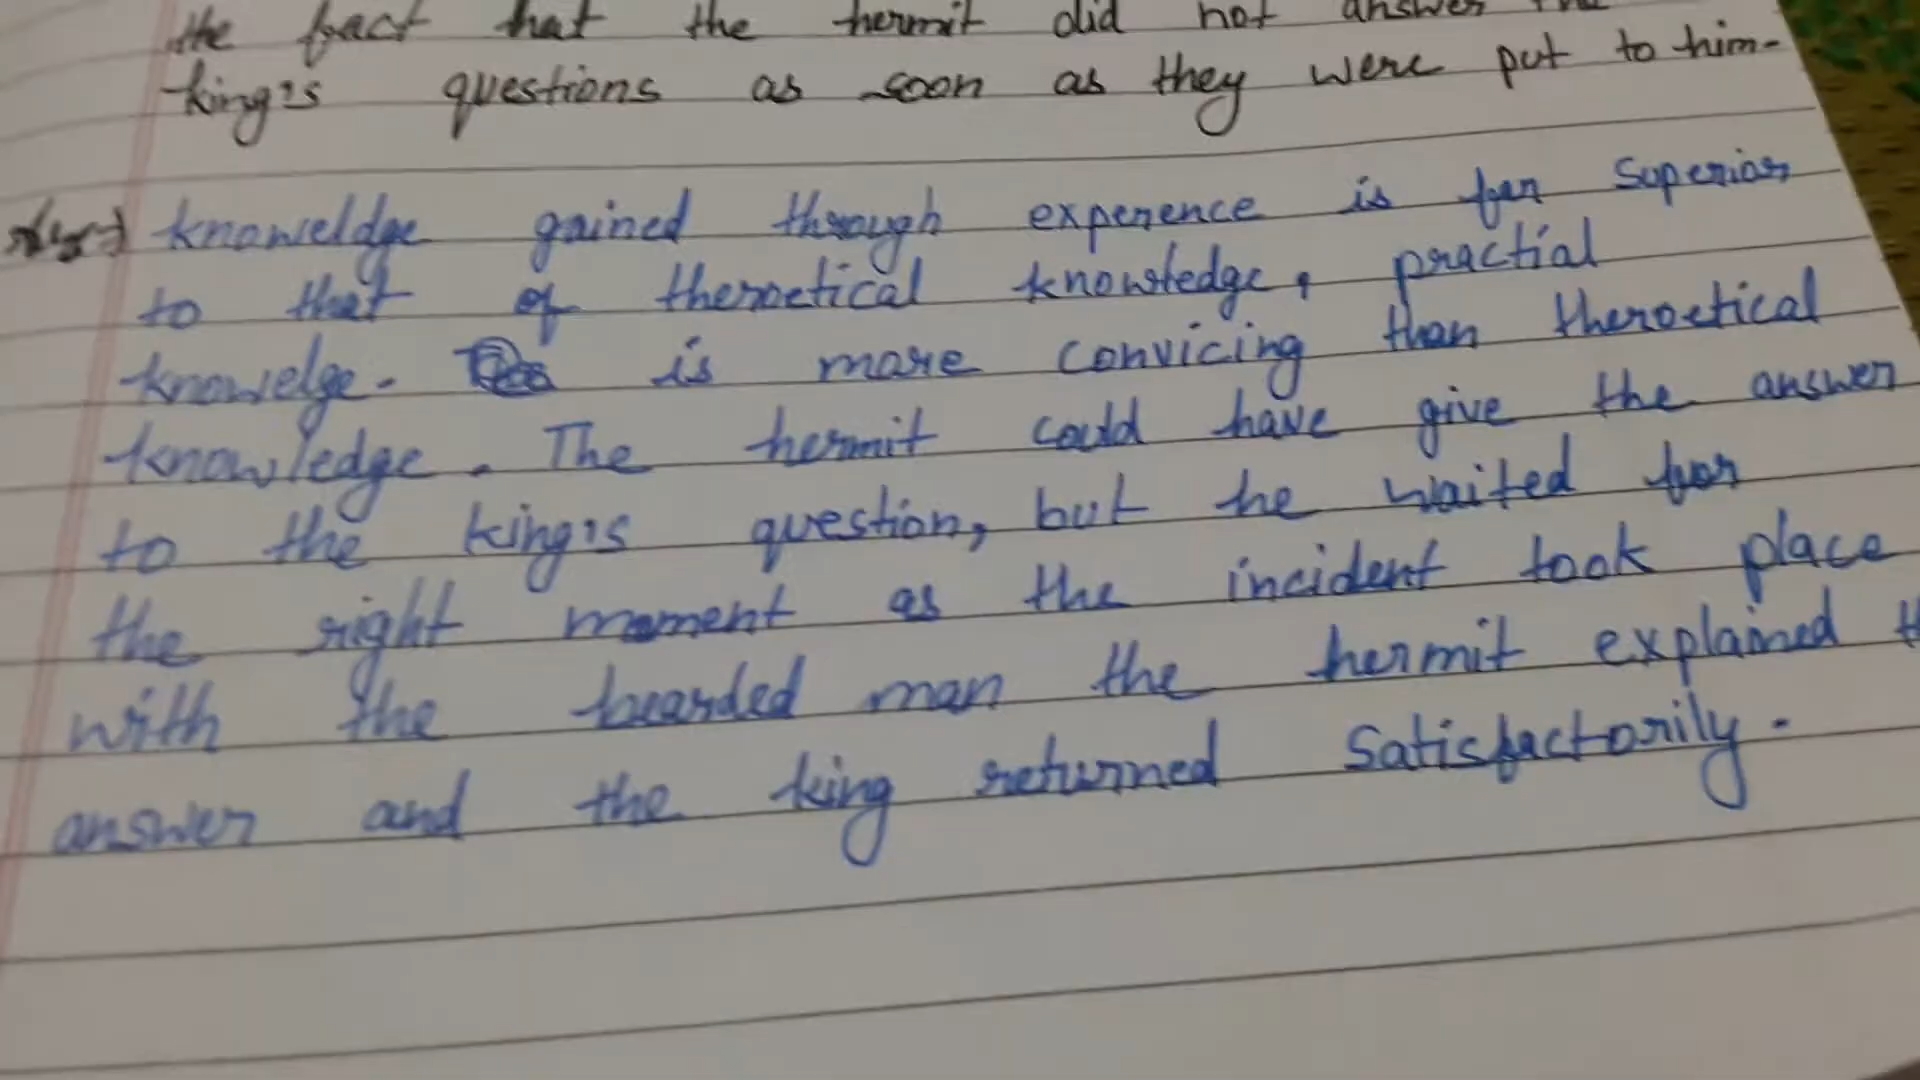 the fact that the hermit did not answer the
king's questions as soon as they were put to him-
Ans) knoweldge gained through experence is far superior
to that of theroetical knowledge, practial
knowelge. is more convicing than theroetical
knowledge. The hermit could have give the answer
to the king's question, but he waited for
the right moment as the incident took place
with the bearded man the hermit explained
answer and the king returned satisfactorily.